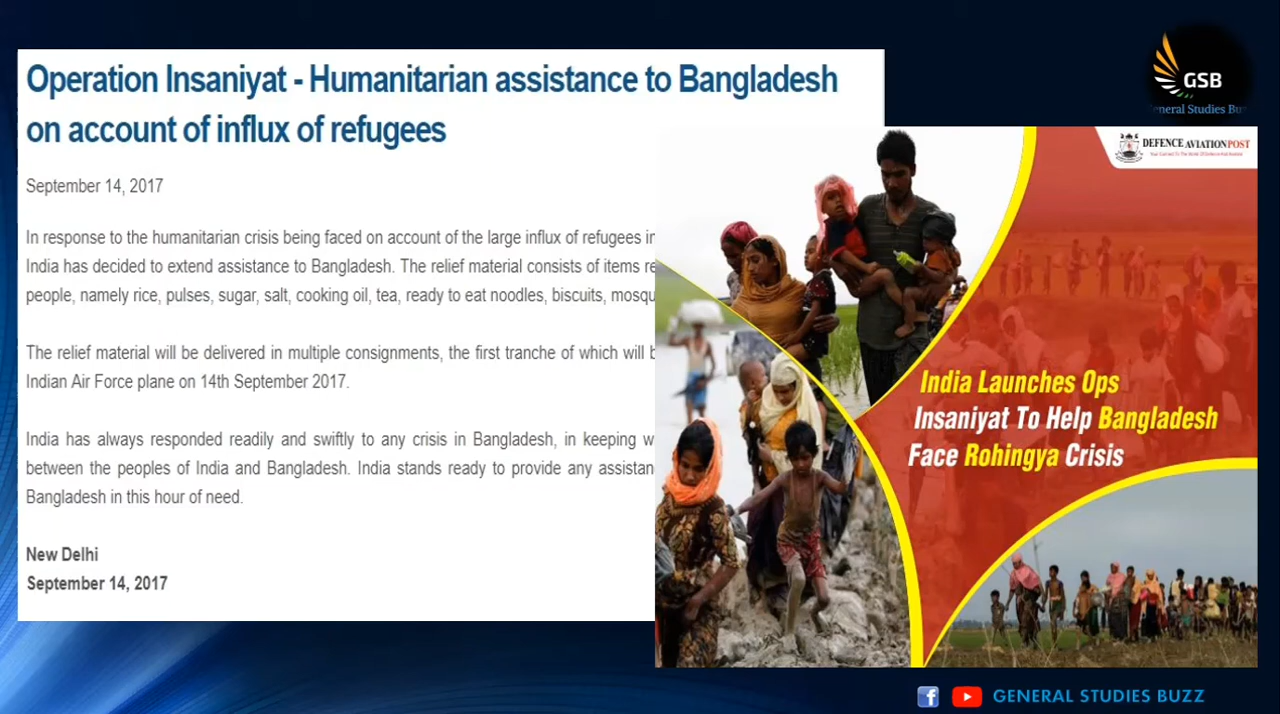 Operation Insaniyat - Humanitarian assistance to Bangladesh
on account of influx of refugees
September 14, 2017
In response to the humanitarian crisis being faced on account of the large influx of refugees
India has decided to extend assistance to Bangladesh. The relief material consists of items
people, namely rice, pulses, sugar, salt, cooking oil, tea, ready to eat noodles, biscuits,
The relief material will be delivered in multiple consignments, the first tranche of which will
Indian Air Force plane on 14th September 2017.
India has always responded readily and swiftly to any crisis in Bangladesh, in keeping
between the peoples of India and Bangladesh. India stands ready to provide any
Bangladesh in this hour of need.
New Delhi
September 14, 2017
GSB
General Studies
DEFENCE AVIATION POST
India Launches Ops
Insaniyat To Help Bangladesh
Face Rohingya Crisis
GENERAL STUDIES BUZZ